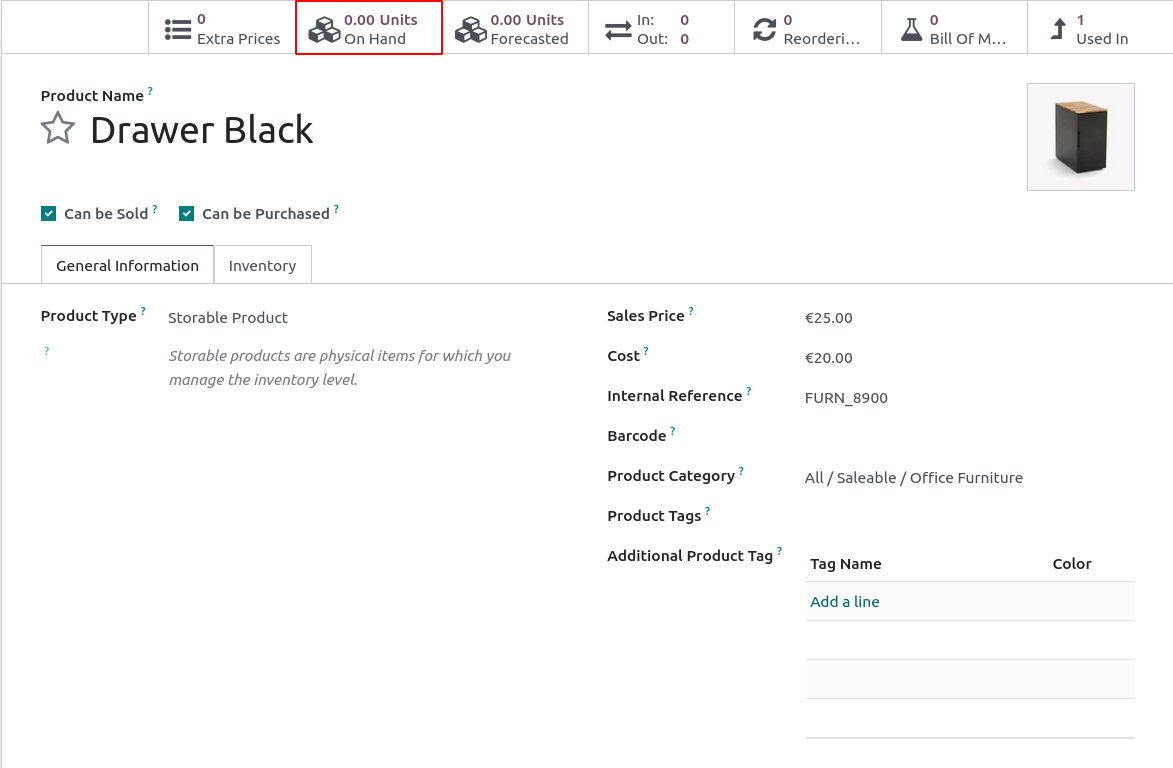 0
Extra Prices
0.00 Units
On Hand
0.00 Units
Forecasted
In: 0
Out: 0
0
Reorderi...
0
Bill Of M...
1
Used In
Product Name ?
Drawer Black
Can be Sold ? Can be Purchased ?
General Information Inventory
Product Type ? Storable Product
? Storable products are physical items for which you
manage the inventory level.
Sales Price ? €25.00
Cost ? €20.00
Internal Reference ? FURN_8900
Barcode ?
Product Category ? All / Saleable / Office Furniture
Product Tags ?
Additional Product Tag ?
Tag Name Color
Add a line